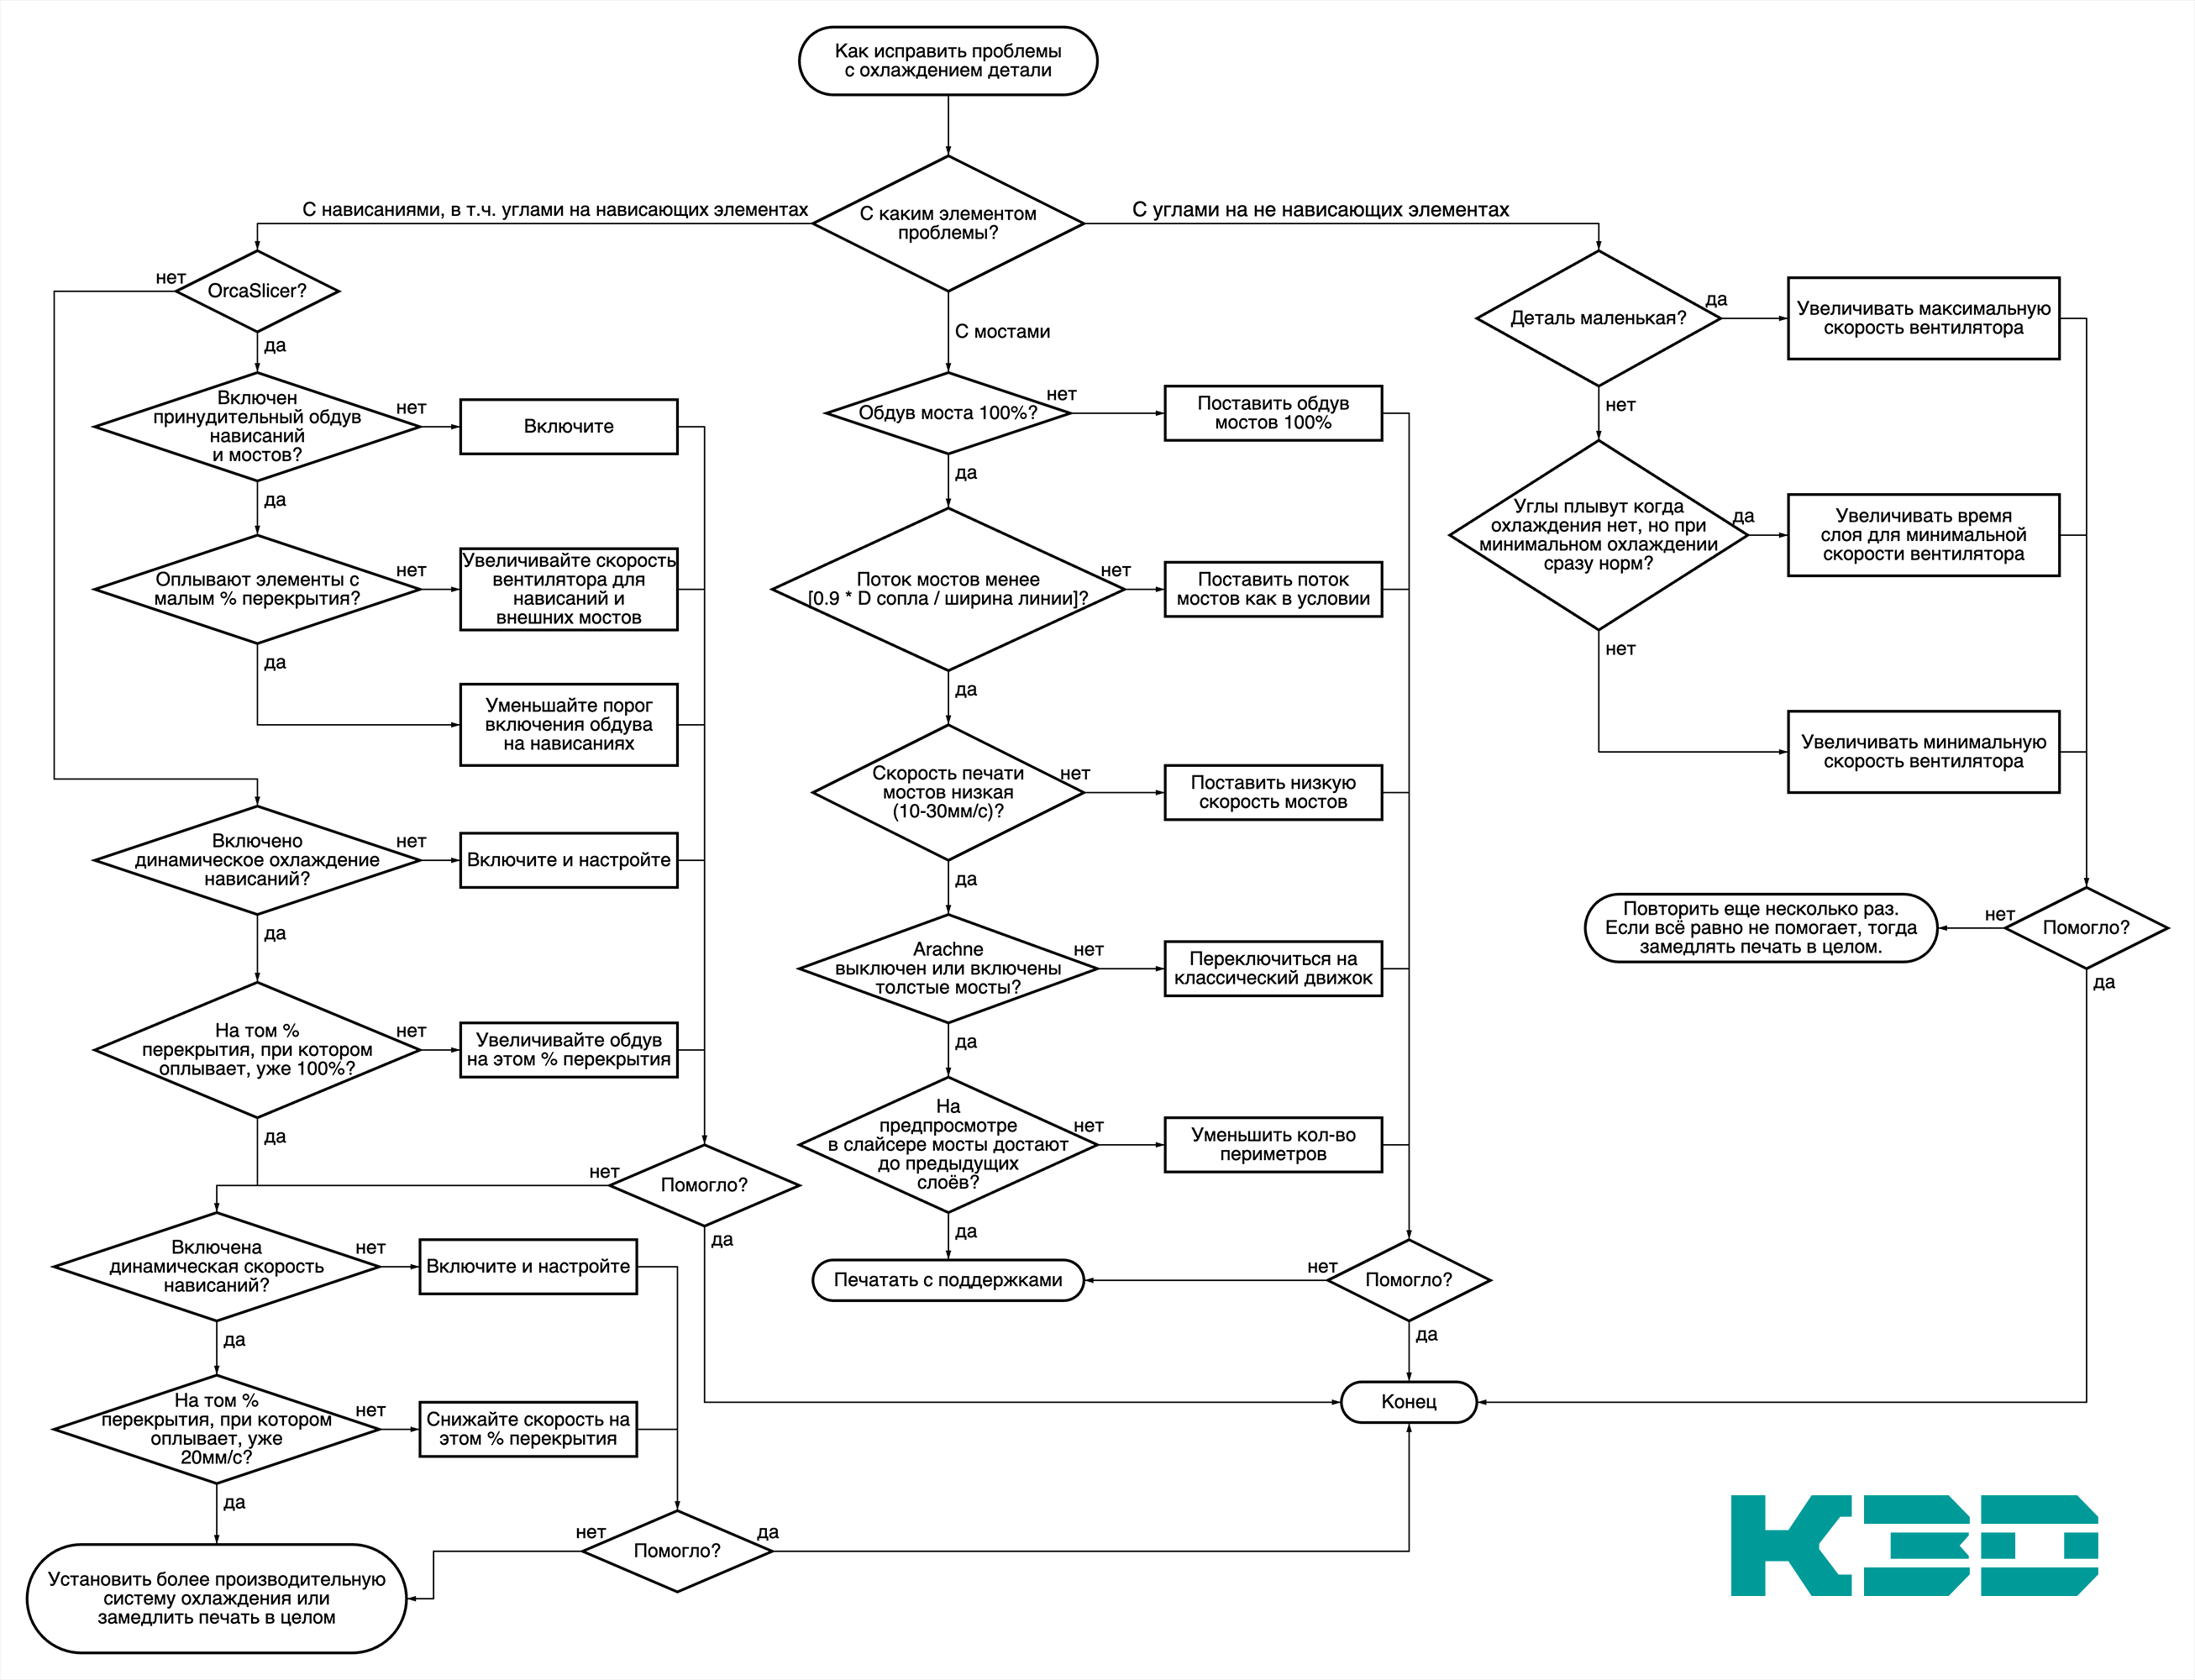 Как исправить проблемы
с охлаждением детали
С каким элементом
проблемы?
С нависаниями, в т.ч. углами на нависающих элементах
С углами на не нависающих элементах
С мостами
OrcaSlicer?
нет
да
Включен
принудительный обдув
нависаний
и мостов?
нет
Включите
да
Оплывают элементы с
малым % перекрытия?
нет
Увеличивайте скорость
вентилятора для
нависаний и
внешних мостов
да
Уменьшайте порог
включения обдува
на нависаниях
Включено
динамическое охлаждение
нависаний?
нет
Включите и настройте
да
На том %
перекрытия, при котором
оплывает, уже 100%?
нет
Увеличивайте обдув
на этом % перекрытия
да
Помогло?
нет
да
Включена
динамическая скорость
нависаний?
нет
Включите и настройте
да
На том %
перекрытия, при котором
оплывает, уже
20мм/с?
нет
Снижайте скорость на
этом % перекрытия
да
Помогло?
нет
да
Установить более производительную
систему охлаждения или
замедлить печать в целом
Обдув моста 100%?
нет
Поставить обдув
мостов 100%
да
Поток мостов менее
[0.9 * D сопла / ширина линии]?
нет
Поставить поток
мостов как в условии
да
Скорость печати
мостов низкая
(10-30мм/с)?
нет
Поставить низкую
скорость мостов
да
Arachne
выключен или включены
толстые мосты?
нет
Переключиться на
классический движок
да
На
предпросмотре
в слайсере мосты достают
до предыдущих
слоёв?
нет
Уменьшить кол-во
периметров
да
Печатать с поддержками
Помогло?
нет
да
Конец
Деталь маленькая?
да
Увеличивать максимальную
скорость вентилятора
нет
Углы плывут когда
охлаждения нет, но при
минимальном охлаждении
сразу норм?
да
Увеличивать время
слоя для минимальной
скорости вентилятора
нет
Увеличивать минимальную
скорость вентилятора
Помогло?
нет
Повторить еще несколько раз.
Если всё равно не помогает, тогда
замедлять печать в целом.
да
K3D